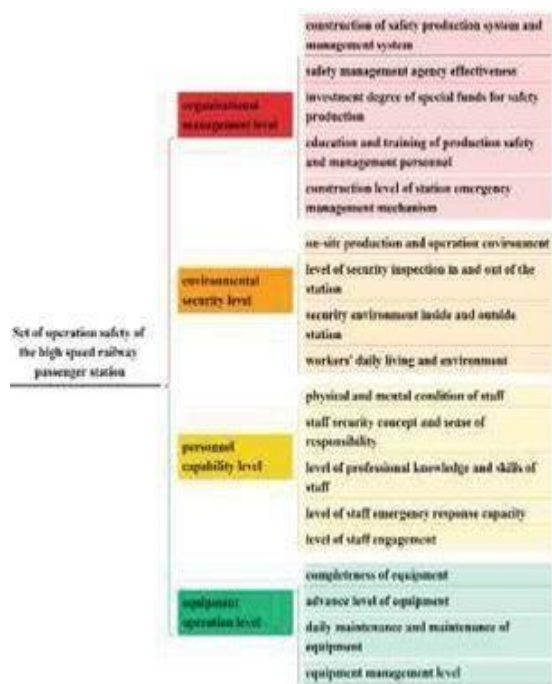 Set of operation safety of
the high speed railway
passenger station
organizational
management level
construction of safety production system and
management system
safety management agency effectiveness
investment degree of special funds for safety
production
education and training of production safety
and management personnel
construction level of station emergency
management mechanism
environmental
security level
on-site production and operation environment
level of security inspection in and out of the
station
security environment inside and outside
station
workers' daily living and environment
personnel
capability level
physical and mental condition of staff
staff security concept and sense of
responsibility
level of professional knowledge and skills of
staff
level of staff emergency response capacity
level of staff engagement
equipment
operation level
completeness of equipment
advance level of equipment
daily maintenance and maintenance of
equipment
equipment management level